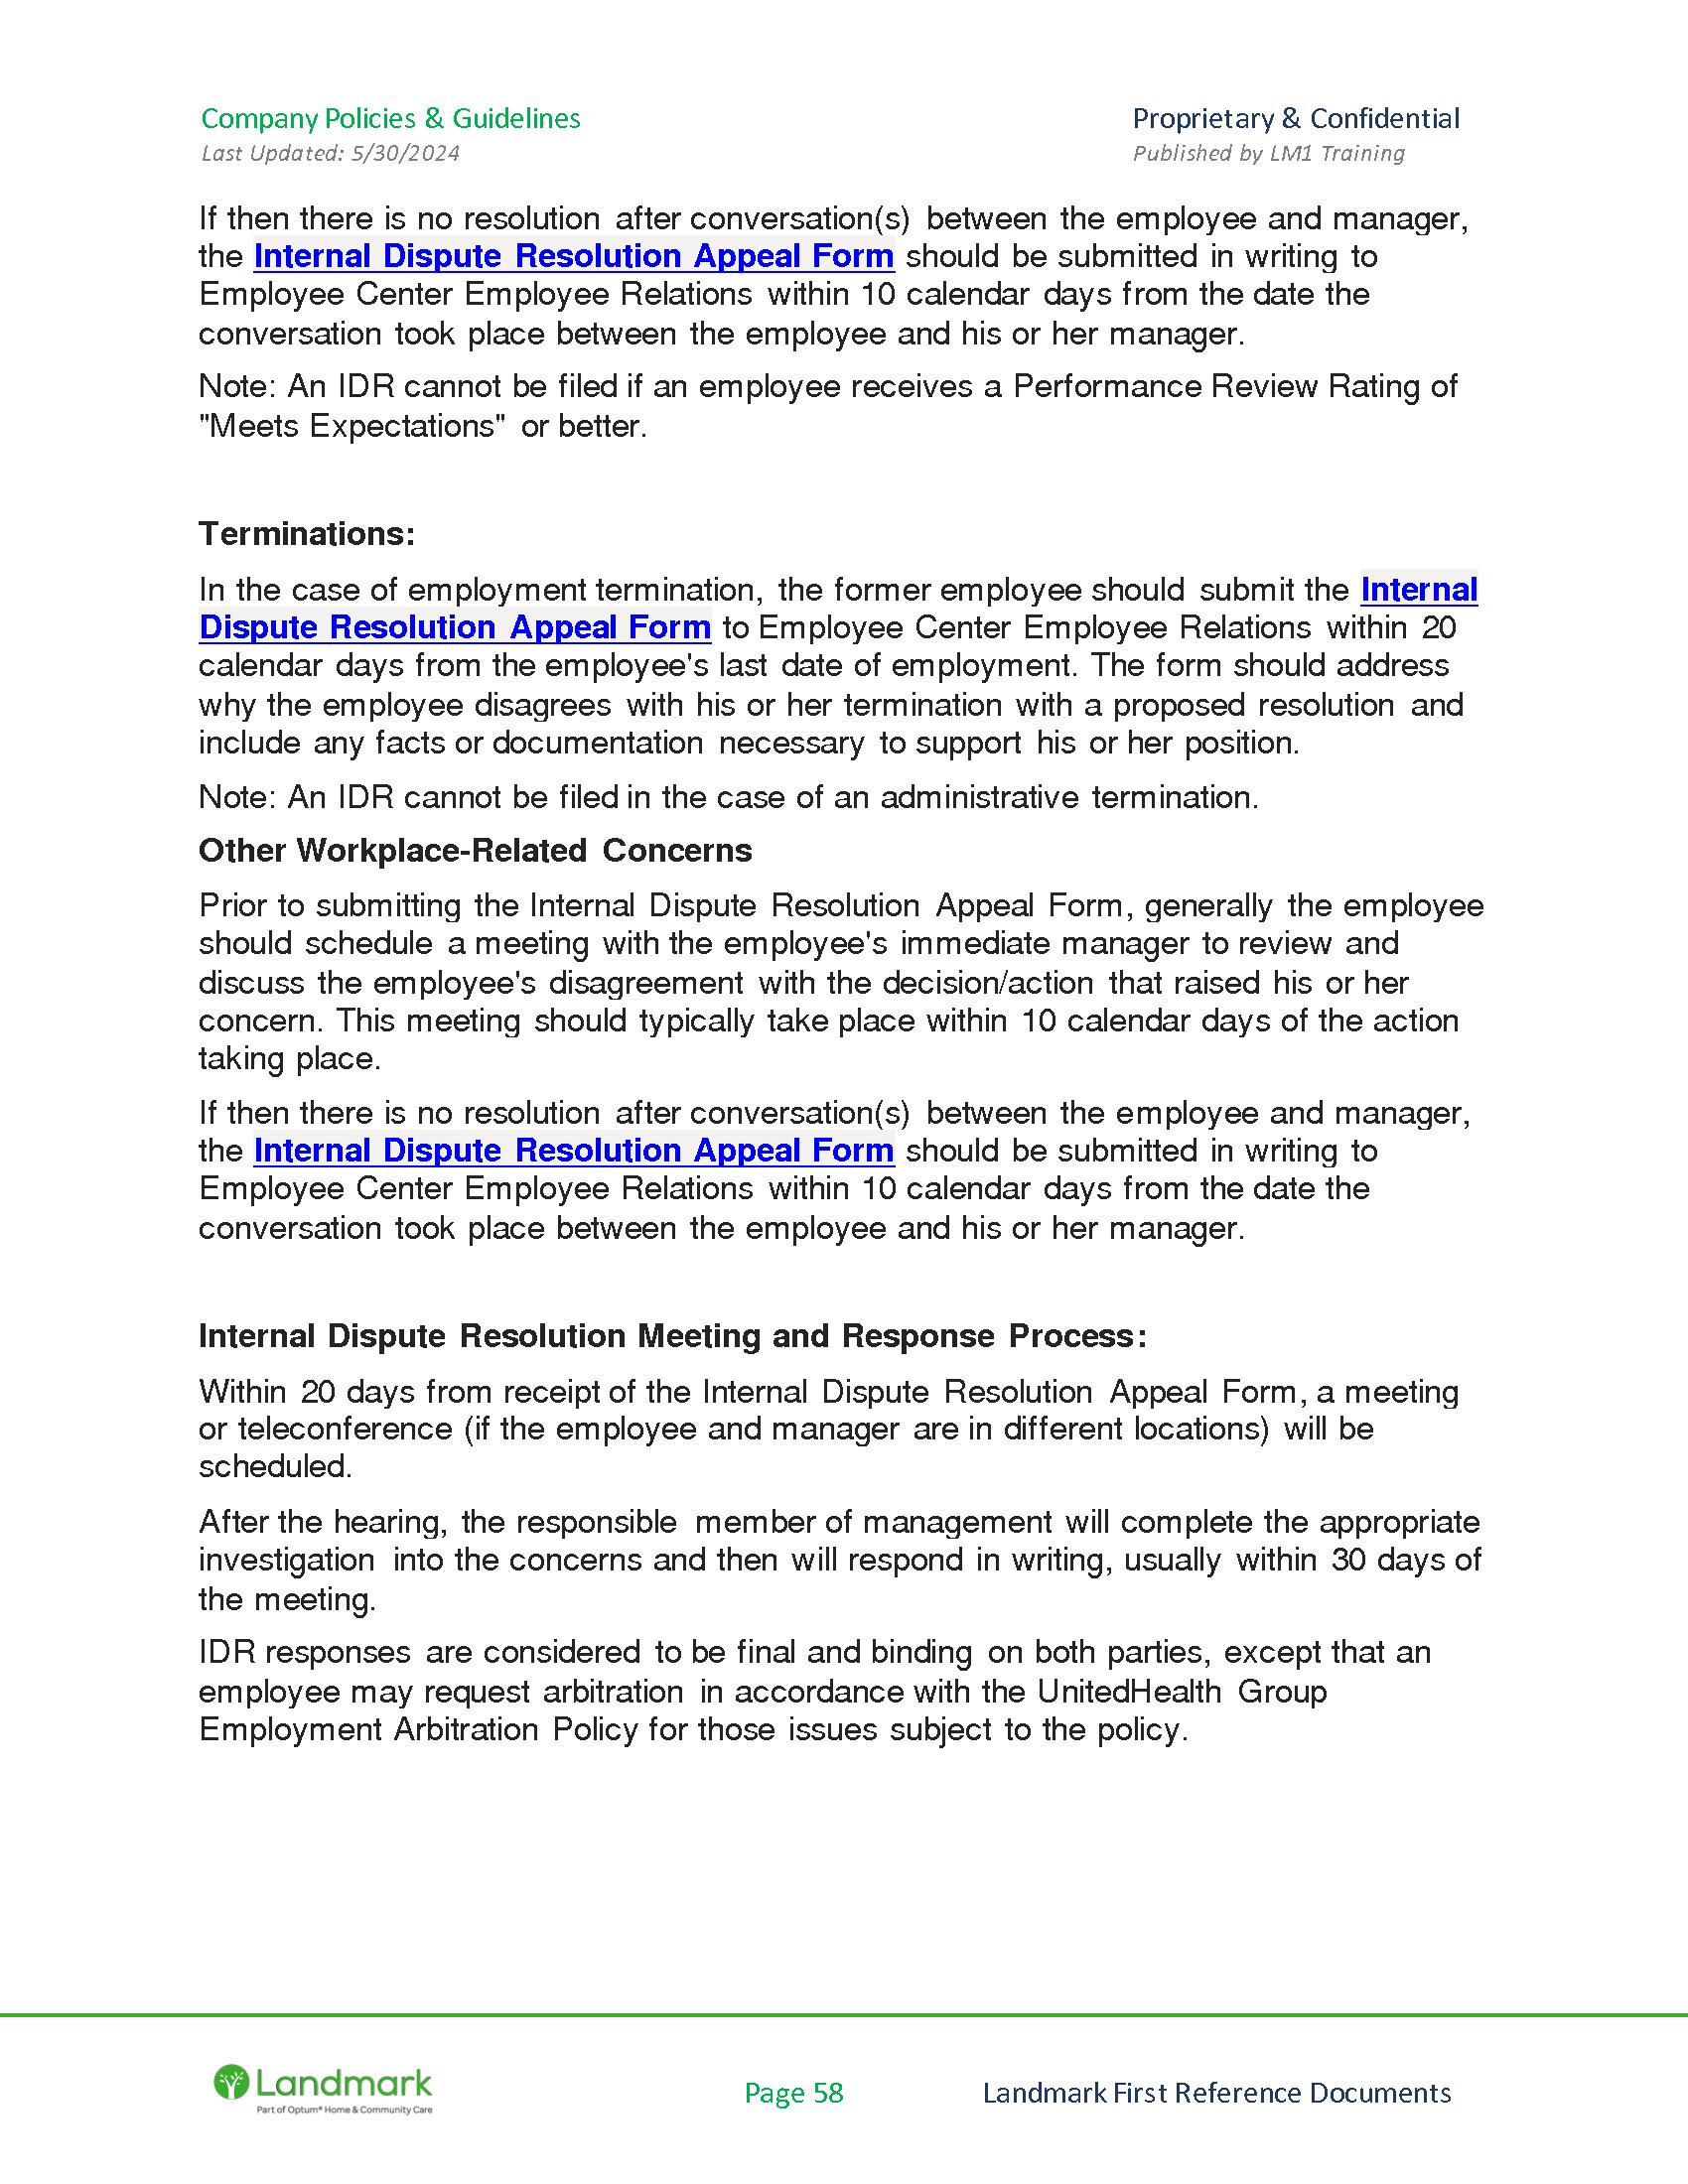 Company Policies & Guidelines
Proprietary & Confidential
Last Updated: 5/30/2024
Published by LM1 Training
If then there is no resolution after conversation(s) between the employee and manager,
the Internal Dispute Resolution Appeal Form should be submitted in writing to
Employee Center Employee Relations within 10 calendar days from the date the
conversation took place between the employee and his or her manager.
Note: An IDR cannot be filed if an employee receives a Performance Review Rating of
"Meets Expectations" or better.
Terminations:
In the case of employment termination, the former employee should submit the Internal
Dispute Resolution Appeal Form to Employee Center Employee Relations within 20
calendar days from the employee's last date of employment. The form should address
why the employee disagrees with his or her termination with a proposed resolution and
include any facts or documentation necessary to support his or her position.
Note: An IDR cannot be filed in the case of an administrative termination.
Other Workplace-Related Concerns
Prior to submitting the Internal Dispute Resolution Appeal Form, generally the employee
should schedule a meeting with the employee's immediate manager to review and
discuss the employee's disagreement with the decision/action that raised his or her
concern. This meeting should typically take place within 10 calendar days of the action
taking place.
If then there is no resolution after conversation(s) between the employee and manager,
the Internal Dispute Resolution Appeal Form should be submitted in writing to
Employee Center Employee Relations within 10 calendar days from the date the
conversation took place between the employee and his or her manager.
Internal Dispute Resolution Meeting and Response Process:
Within 20 days from receipt of the Internal Dispute Resolution Appeal Form, a meeting
or teleconference (if the employee and manager are in different locations) will be
scheduled.
After the hearing, the responsible member of management will complete the appropriate
investigation into the concerns and then will respond in writing, usually within 30 days of
the meeting.
IDR responses are considered to be final and binding on both parties, except that an
employee may request arbitration in accordance with the UnitedHealth Group
Employment Arbitration Policy for those issues subject to the policy.
Landmark
Part of Optum® Home & Community Care
Page 58
Landmark First Reference Documents